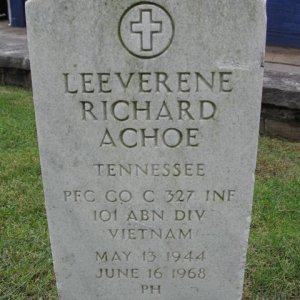 LEEVERENE
RICHARD
ACHOE
TENNESSEE
PFC CO C 327 INF
101 ABN DIV
VIETNAM
MAY 13 1944
JUNE 16 1968
PH